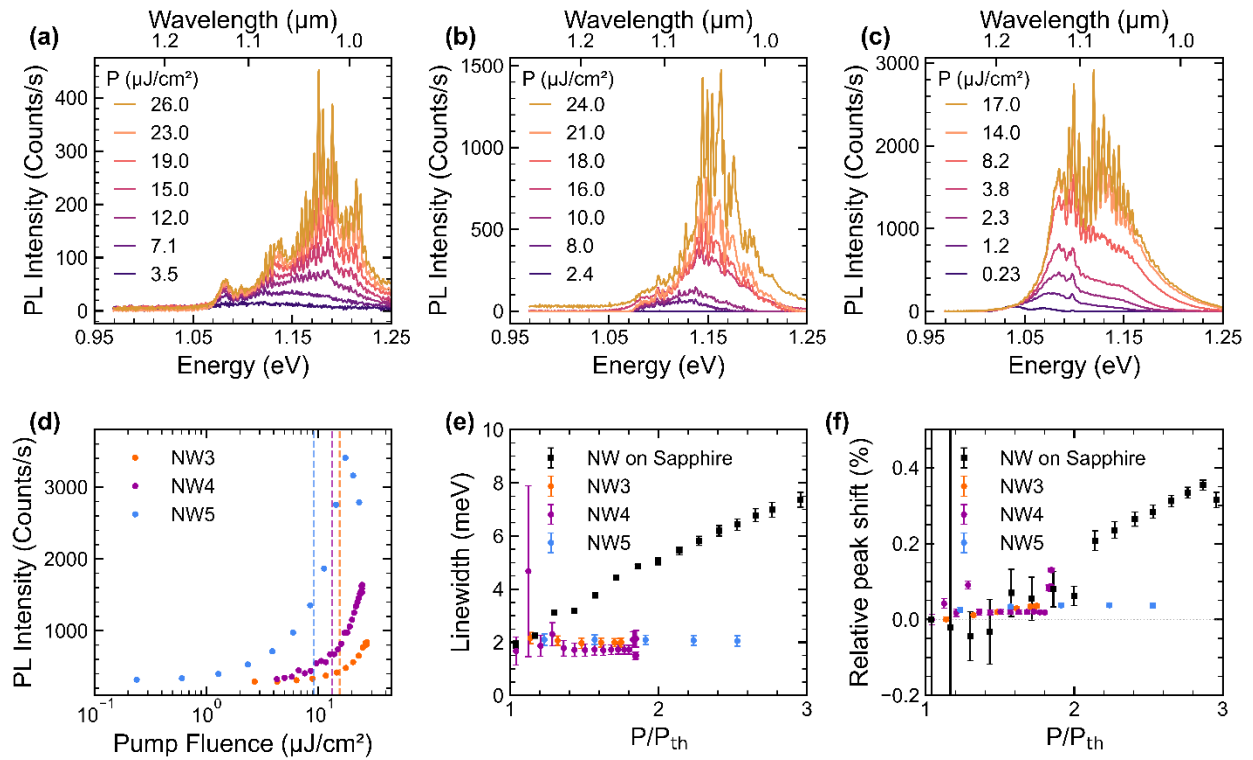 (a)
Wavelength (μm)
1.2 1.1 1.0
P (μJ/cm²)
26.0
23.0
19.0
15.0
12.0
7.1
3.5
PL Intensity (Counts/s)
400
300
200
100
0
0.95 1.05 1.15 1.25
Energy (eV)
(b)
Wavelength (μm)
1.2 1.1 1.0
P (μJ/cm²)
24.0
21.0
18.0
16.0
10.0
8.0
2.4
PL Intensity (Counts/s)
1500
1000
500
0
0.95 1.05 1.15 1.25
Energy (eV)
(c)
Wavelength (μm)
1.2 1.1 1.0
P (μJ/cm²)
17.0
14.0
8.2
3.8
2.3
1.2
0.23
PL Intensity (Counts/s)
3000
2000
1000
0
0.95 1.05 1.15 1.25
Energy (eV)
(d)
NW3
NW4
NW5
PL Intensity (Counts/s)
3400
2600
1800
1000
200
10⁻¹ 10⁰ 10¹
Pump Fluence (μJ/cm²)
(e)
NW on Sapphire
NW3
NW4
NW5
Linewidth (meV)
10
8
6
4
2
0
1 2 3
P/Pth
(f)
NW on Sapphire
NW3
NW4
NW5
Relative peak shift (%)
0.4
0.2
0.0
−0.2
1 2 3
P/Pth